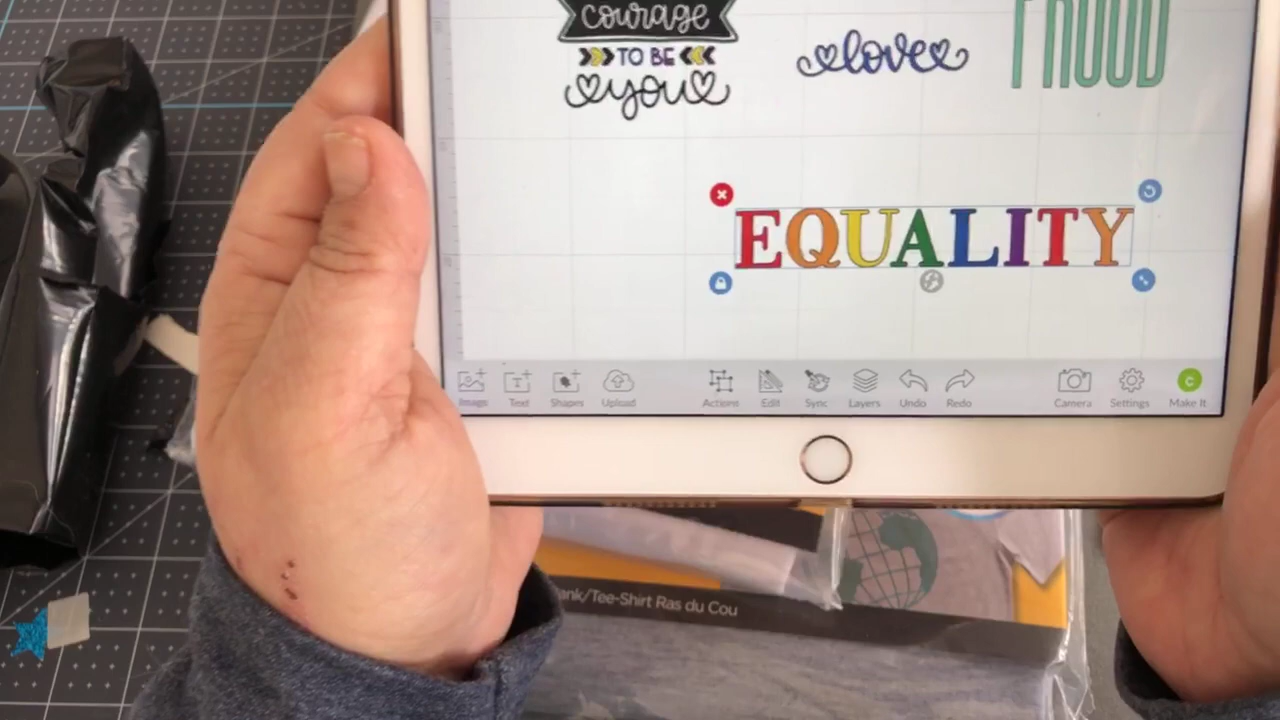 courage
TO BE
you
love
PROUD
EQUALITY
Image
Text
Shapes
Upload
Actions
Edit
Sync
Layers
Undo
Redo
Camera
Settings
Make It
ank/Tee-Shirt Ras du Cou